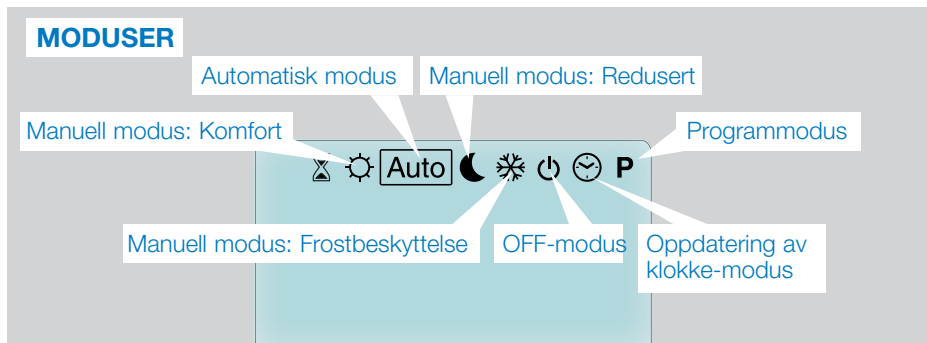 MODUSER
Automatisk modus
Manuell modus: Redusert
Manuell modus: Komfort
Programmodus
Auto P
Manuell modus: Frostbeskyttelse
OFF-modus
Oppdatering av
klokke-modus